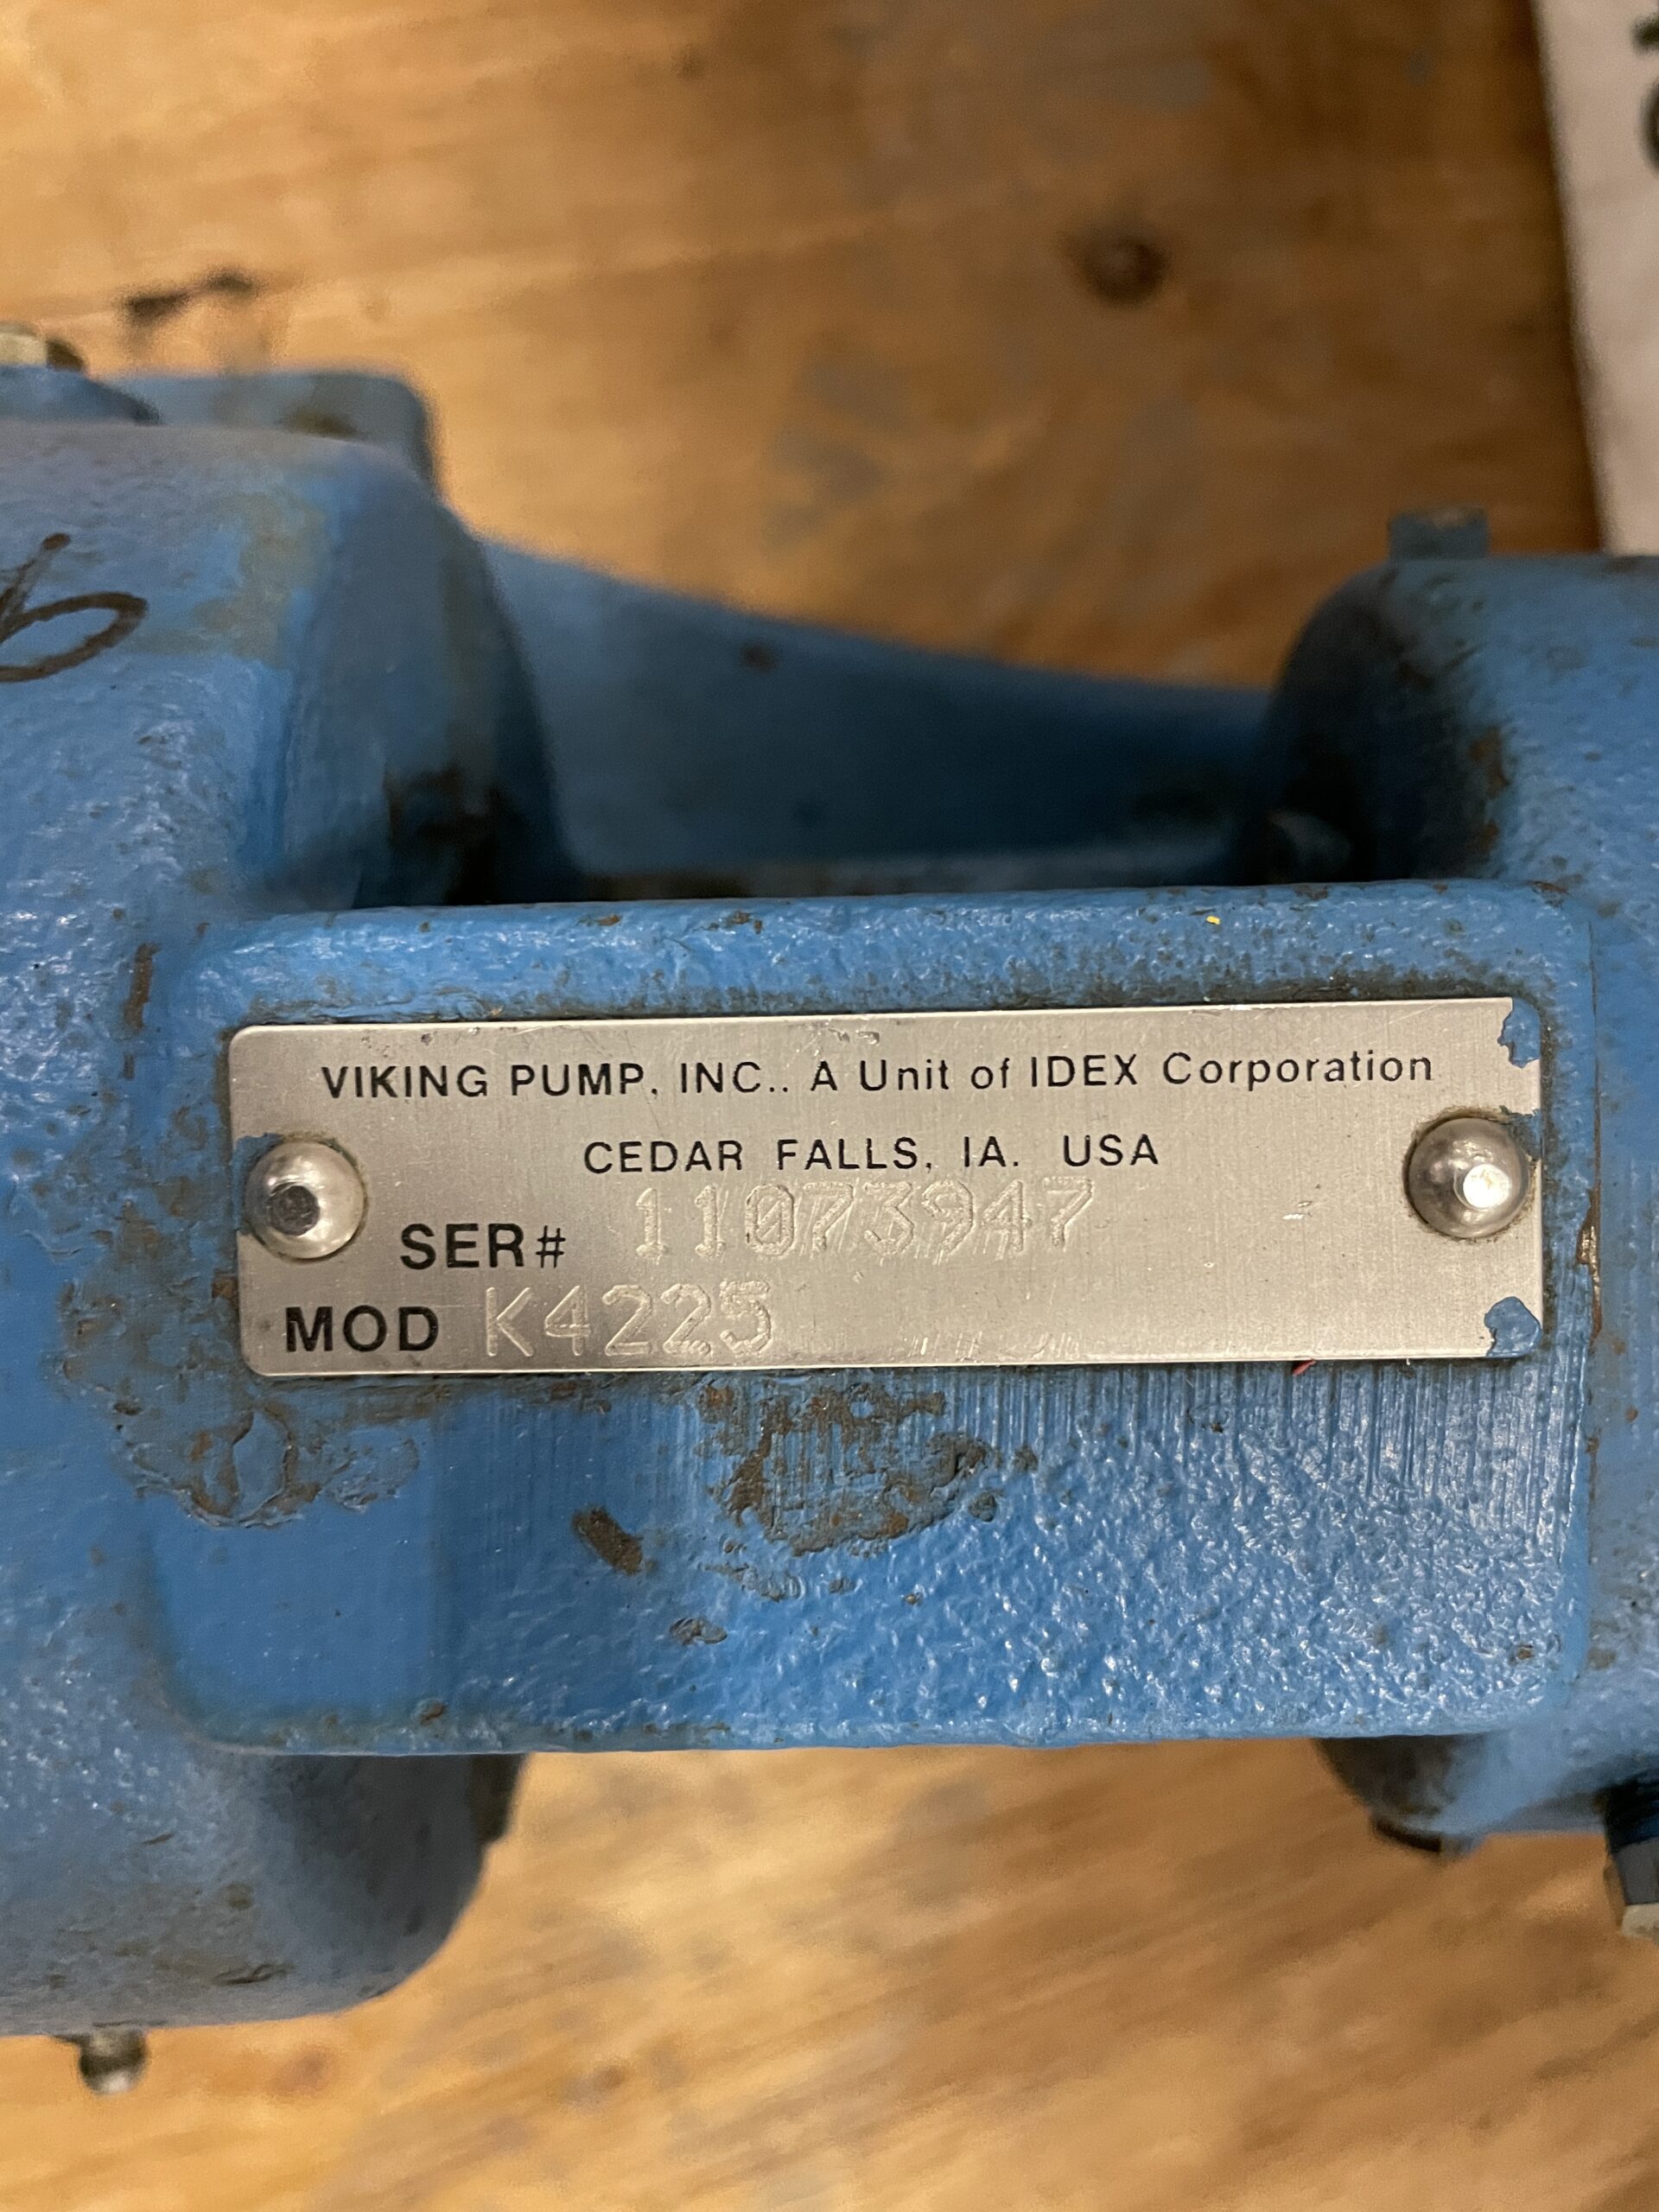 VIKING PUMP, INC.. A Unit of IDEX Corporation
CEDAR FALLS, IA. USA
SER# 11073947
MOD K4225